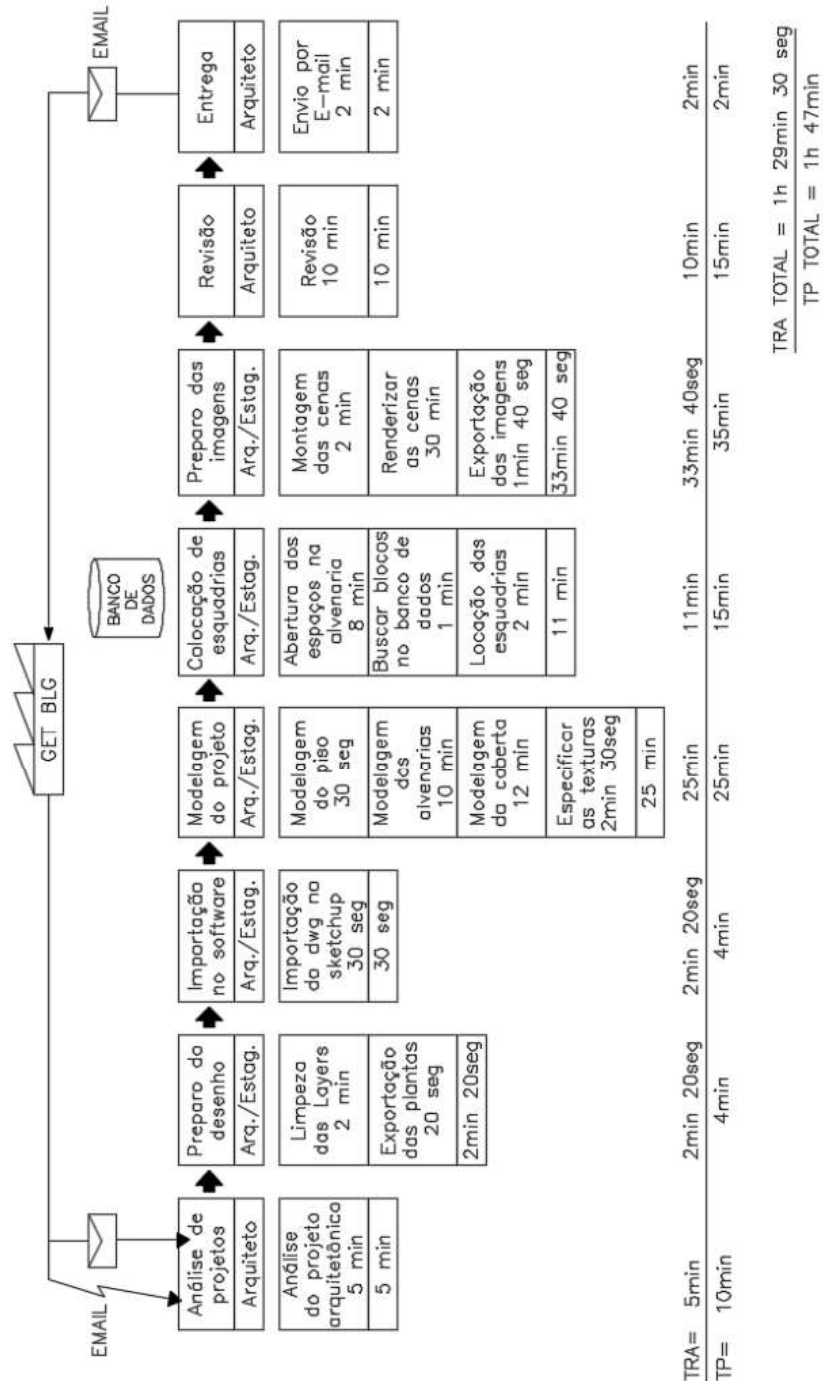 GET BLG
EMAIL
EMAIL
BANCO
DE
DADOS
Análise de
projetos
Arquiteto
Análise
do projeto
arquitetônico
5 min
5 min
Preparo do
desenho
Arq./Estag.
Limpeza
das Layers
2 min
Exportação
das plantas
20 seg
2min 20seg
Importação
no software
Arq./Estag.
Importação
do dwg no
sketchup
30 seg
30 seg
Modelagem
do projeto
Arq./Estag.
Modelagem
do piso
30 seg
Modelagem
das
alvenarias
10 min
Modelagem
da coberta
12 min
Especificar
as texturas
2min 30seg
25 min
Colocação de
esquadrias
Arq./Estag.
Abertura dos
espaços na
alvenaria
8 min
Buscar blocos
no banco de
dados
1 min
Locação das
esquadrias
2 min
11 min
Preparo das
imagens
Arq./Estag.
Montagem
das cenas
2 min
Renderizar
as cenas
30 min
Exportação
das imagens
1min 40 seg
33min 40 seg
Revisão
Arquiteto
Revisão
10 min
10 min
Entrega
Arquiteto
Envio por
E-mail
2 min
2 min
TRA= 5min 2min 20seg 2min 20seg 25min 11min 33min 40seg 10min 2min
TP= 10min 4min 4min 25min 15min 35min 15min 2min
TRA TOTAL = 1h 29min 30 seg
TP TOTAL = 1h 47min